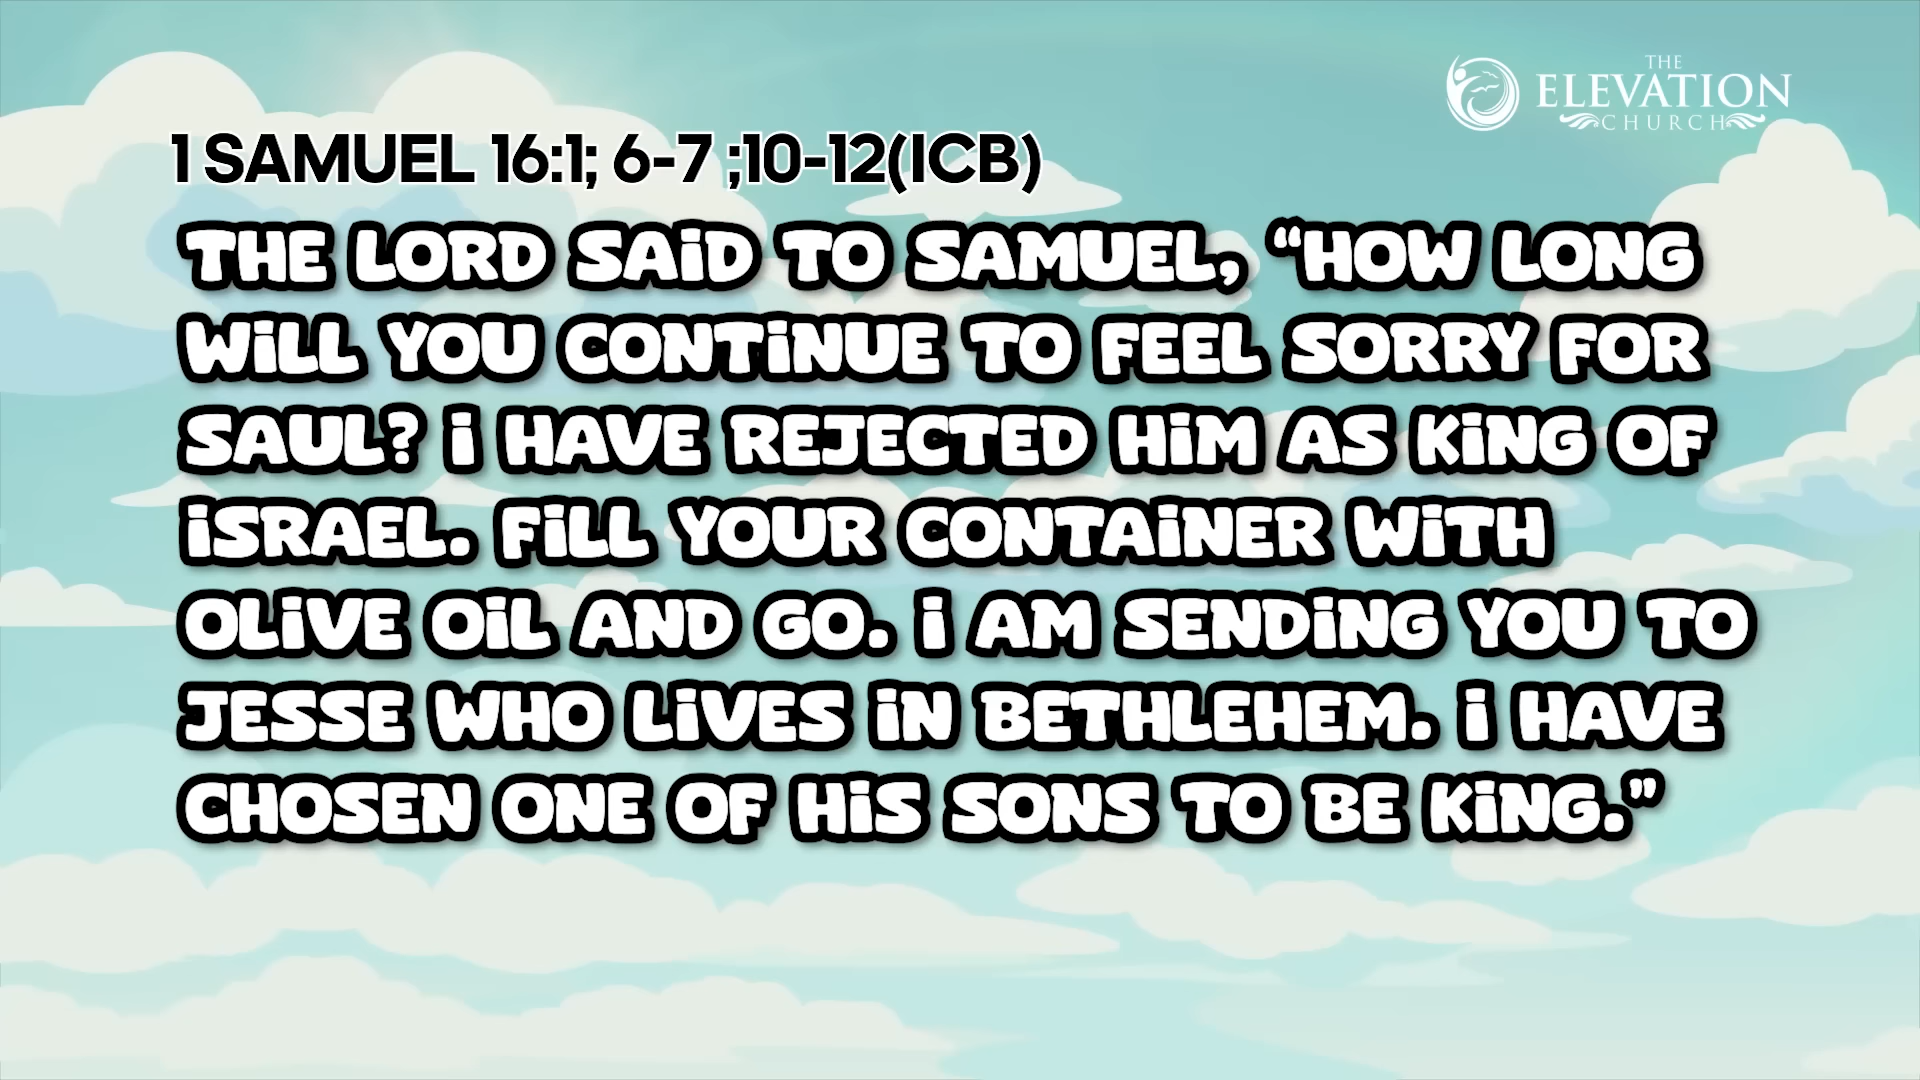 THE
ELEVATION
CHURCH
1 SAMUEL 16:1; 6-7 ;10-12(ICB)
THE LORD SAiD TO SAMUEL, “HOW LONG
WiLL YOU CONTiNUE TO FEEL SORRY FOR
SAUL? i HAVE REJECTED HiM AS KiNG OF
iSRAEL. FiLL YOUR CONTAiNER WiTH
OLiVE OiL AND GO. i AM SENDiNG YOU TO
JESSE WHO LiVES iN BETHLEHEM. i HAVE
CHOSEN ONE OF HiS SONS TO BE KiNG.”